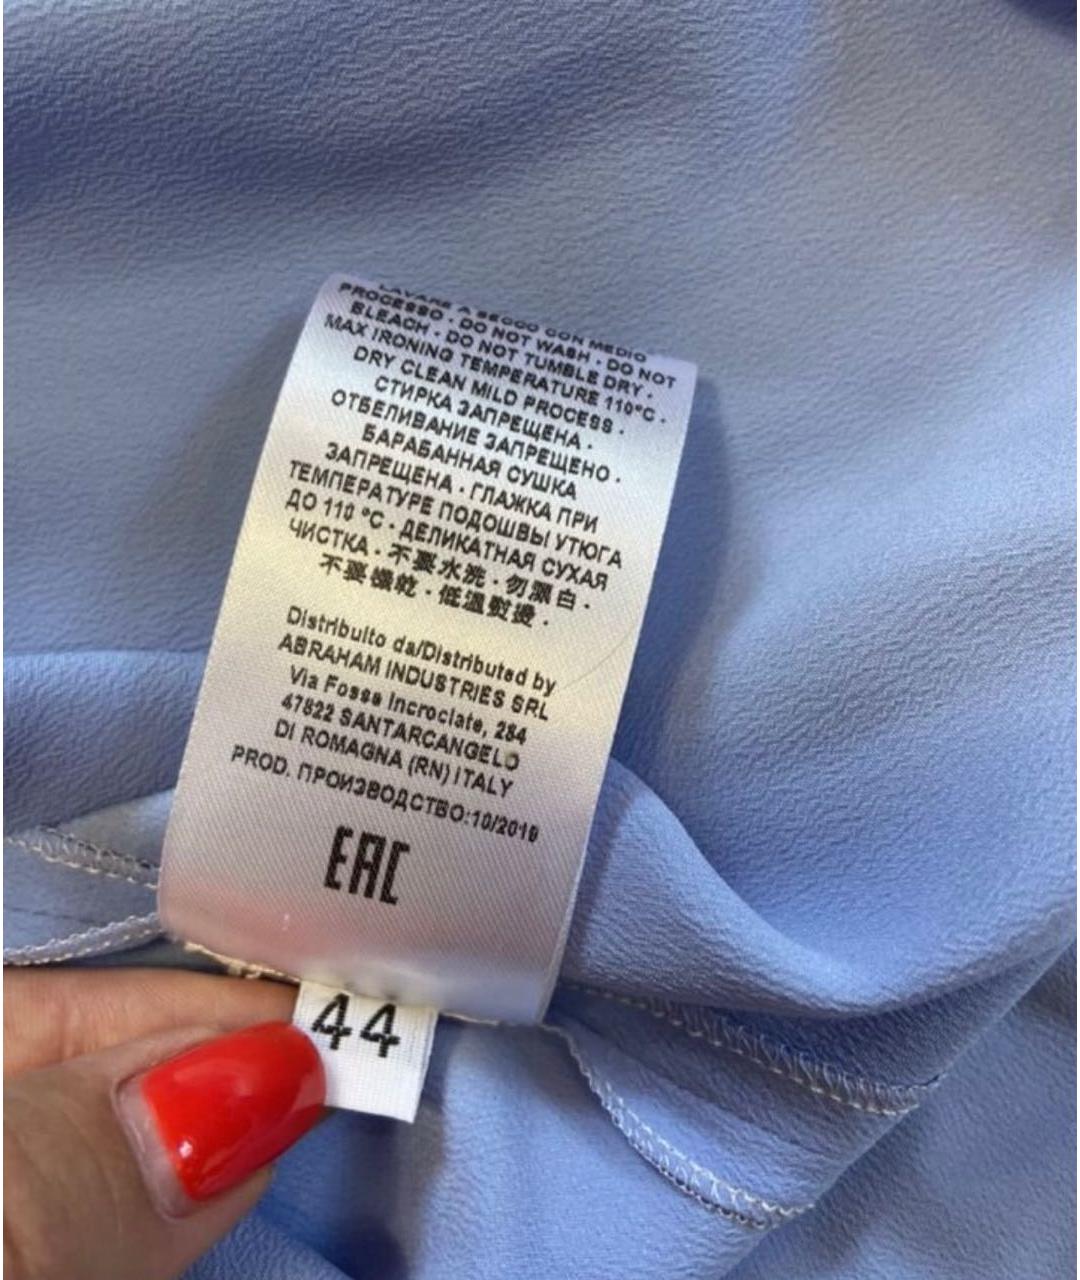 LAVARE A SECCO CON MEDIO
PROCESSO · DO NOT WASH · DO NOT
BLEACH · DO NOT TUMBLE DRY ·
MAX IRONING TEMPERATURE 110°C ·
DRY CLEAN MILD PROCESS ·
СТИРКА ЗАПРЕЩЕНА ·
ОТБЕЛИВАНИЕ ЗАПРЕЩЕНО ·
БАРАБАННАЯ СУШКА
ЗАПРЕЩЕНА · ГЛАЖКА ПРИ
ТЕМПЕРАТУРЕ ПОДОШВЫ УТЮГА
ДО 110 °C · ДЕЛИКАТНАЯ СУХАЯ
ЧИСТКА · 不要水洗 · 勿漂白 ·
不要機乾 · 低温熨燙 ·
Distribuito da/Distributed by
ABRAHAM INDUSTRIES SRL
Via Fosse Incrociate, 284
47822 SANTARCANGELO
DI ROMAGNA (RN) ITALY
PROD. ПРОИЗВОДСТВО:10/2019
EAC
44